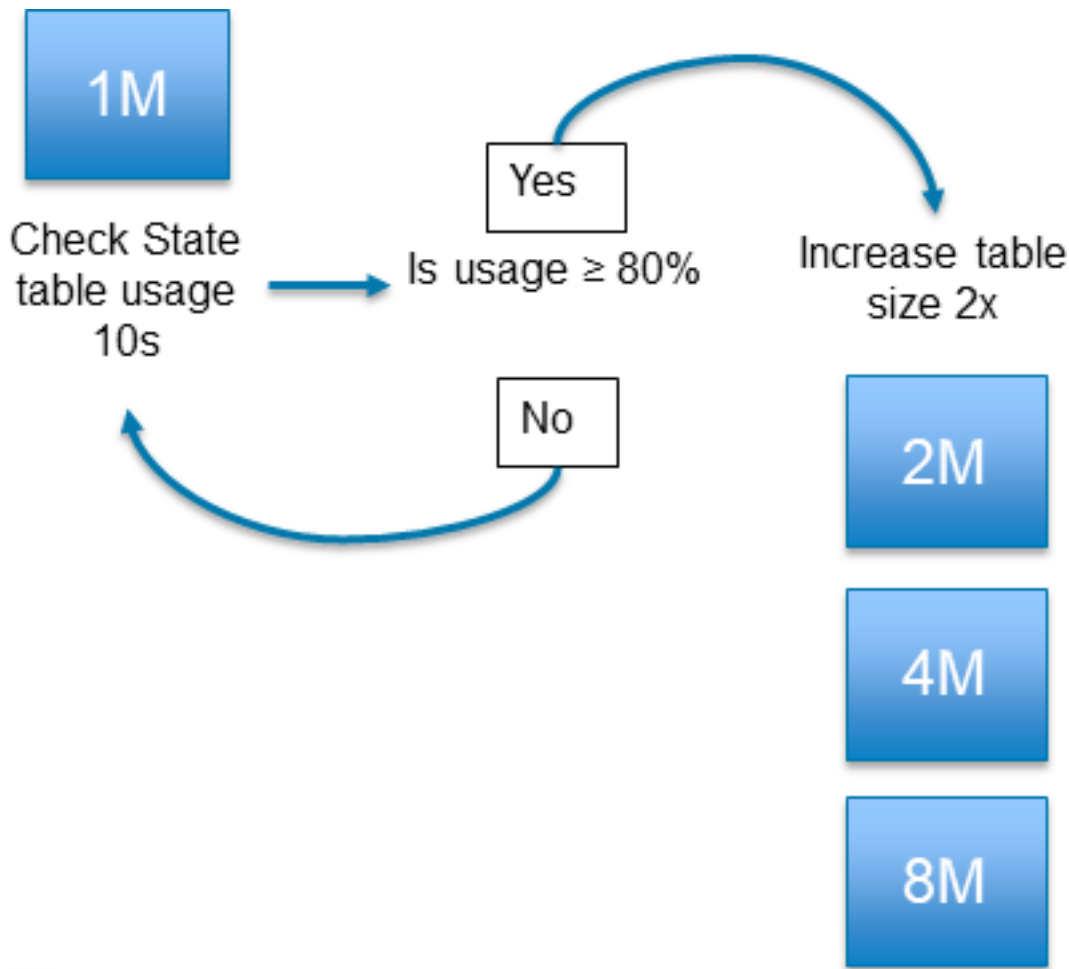 1M
Check State
table usage
10s
Yes
Is usage ≥ 80%
No
Increase table
size 2x
2M
4M
8M